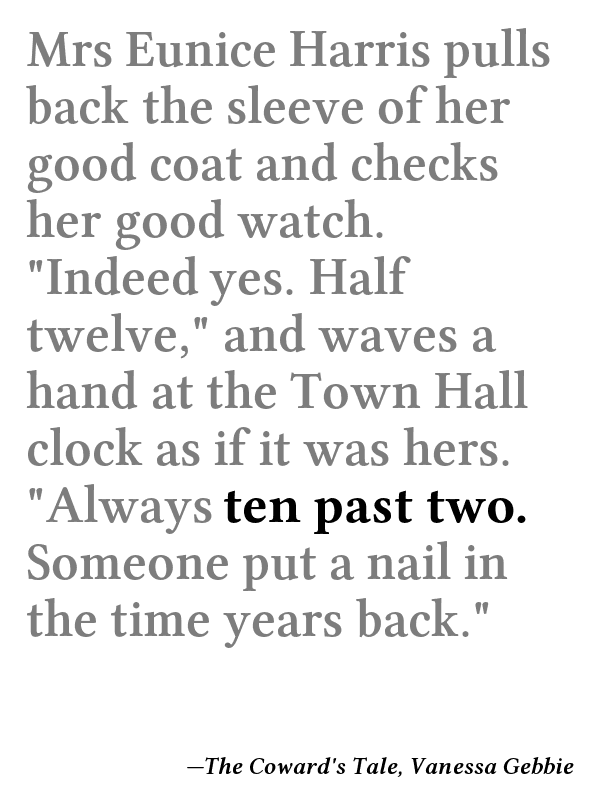 Mrs Eunice Harris pulls
back the sleeve of her
good coat and checks
her good watch.
"Indeed yes. Half
twelve," and waves a
hand at the Town Hall
clock as if it was hers.
"Always ten past two.
Someone put a nail in
the time years back."
—The Coward's Tale, Vanessa Gebbie